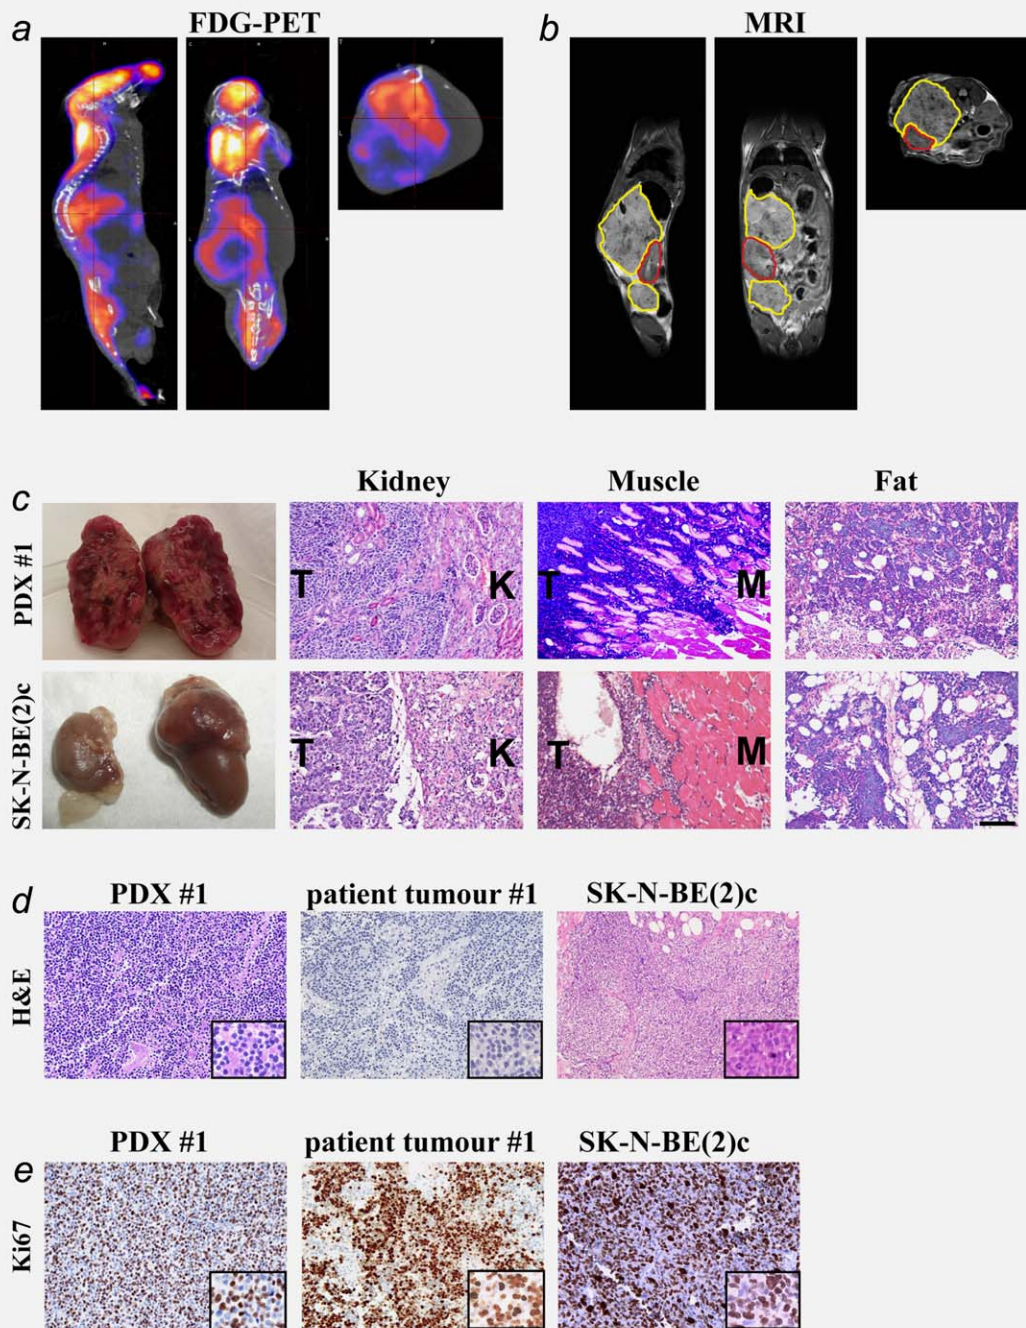 a FDG-PET b MRI
Kidney Muscle Fat
c
PDX #1
T K T M
SK-N-BE(2)c
T K T M
PDX #1 patient tumour #1 SK-N-BE(2)c
d
H&E
PDX #1 patient tumour #1 SK-N-BE(2)c
e
Ki67